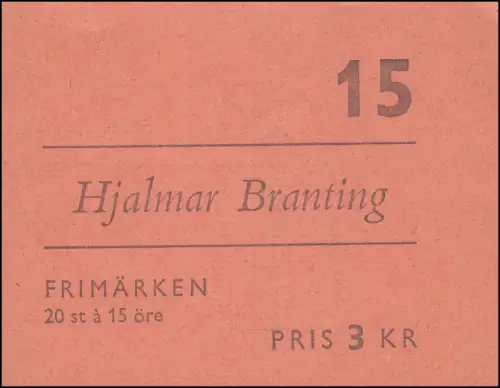 15
Hjalmar Branting
FRIMÄRKEN
20 st à 15 öre
PRIS 3 KR